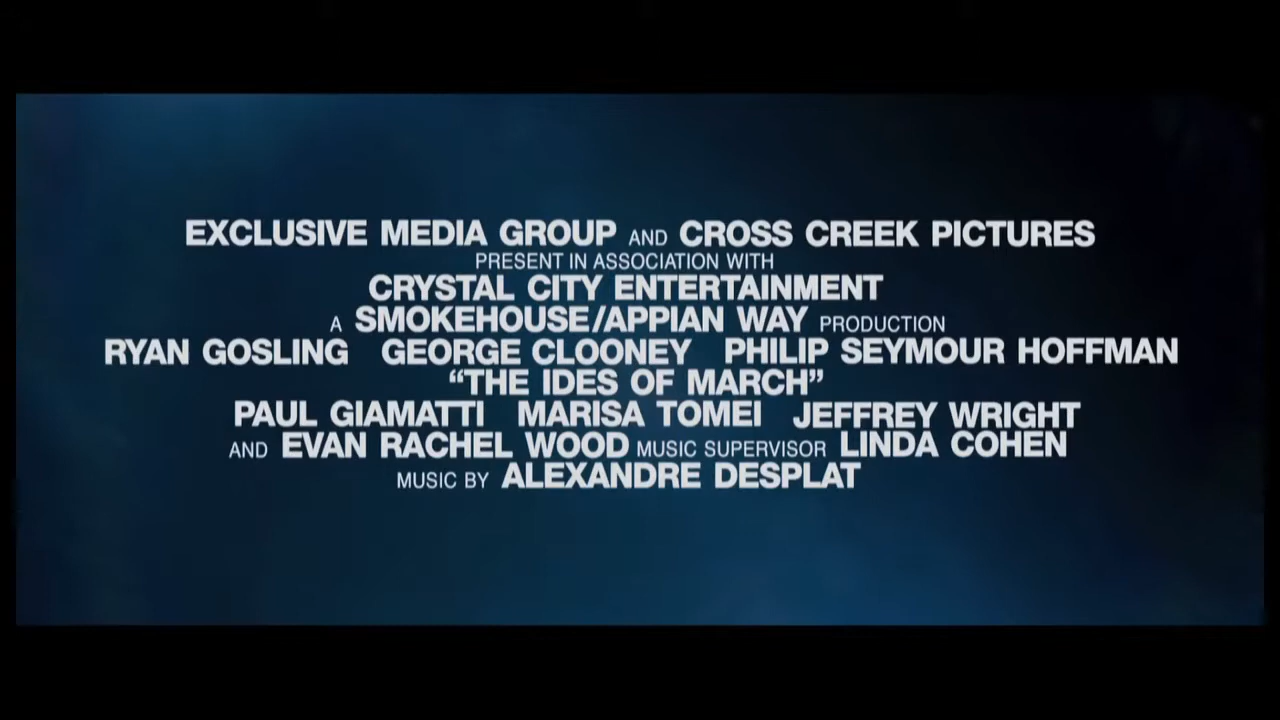 EXCLUSIVE MEDIA GROUP AND CROSS CREEK PICTURES
PRESENT IN ASSOCIATION WITH
CRYSTAL CITY ENTERTAINMENT
A SMOKEHOUSE/APPIAN WAY PRODUCTION
RYAN GOSLING GEORGE CLOONEY PHILIP SEYMOUR HOFFMAN
“THE IDES OF MARCH”
PAUL GIAMATTI MARISA TOMEI JEFFREY WRIGHT
AND EVAN RACHEL WOOD MUSIC SUPERVISOR LINDA COHEN
MUSIC BY ALEXANDRE DESPLAT